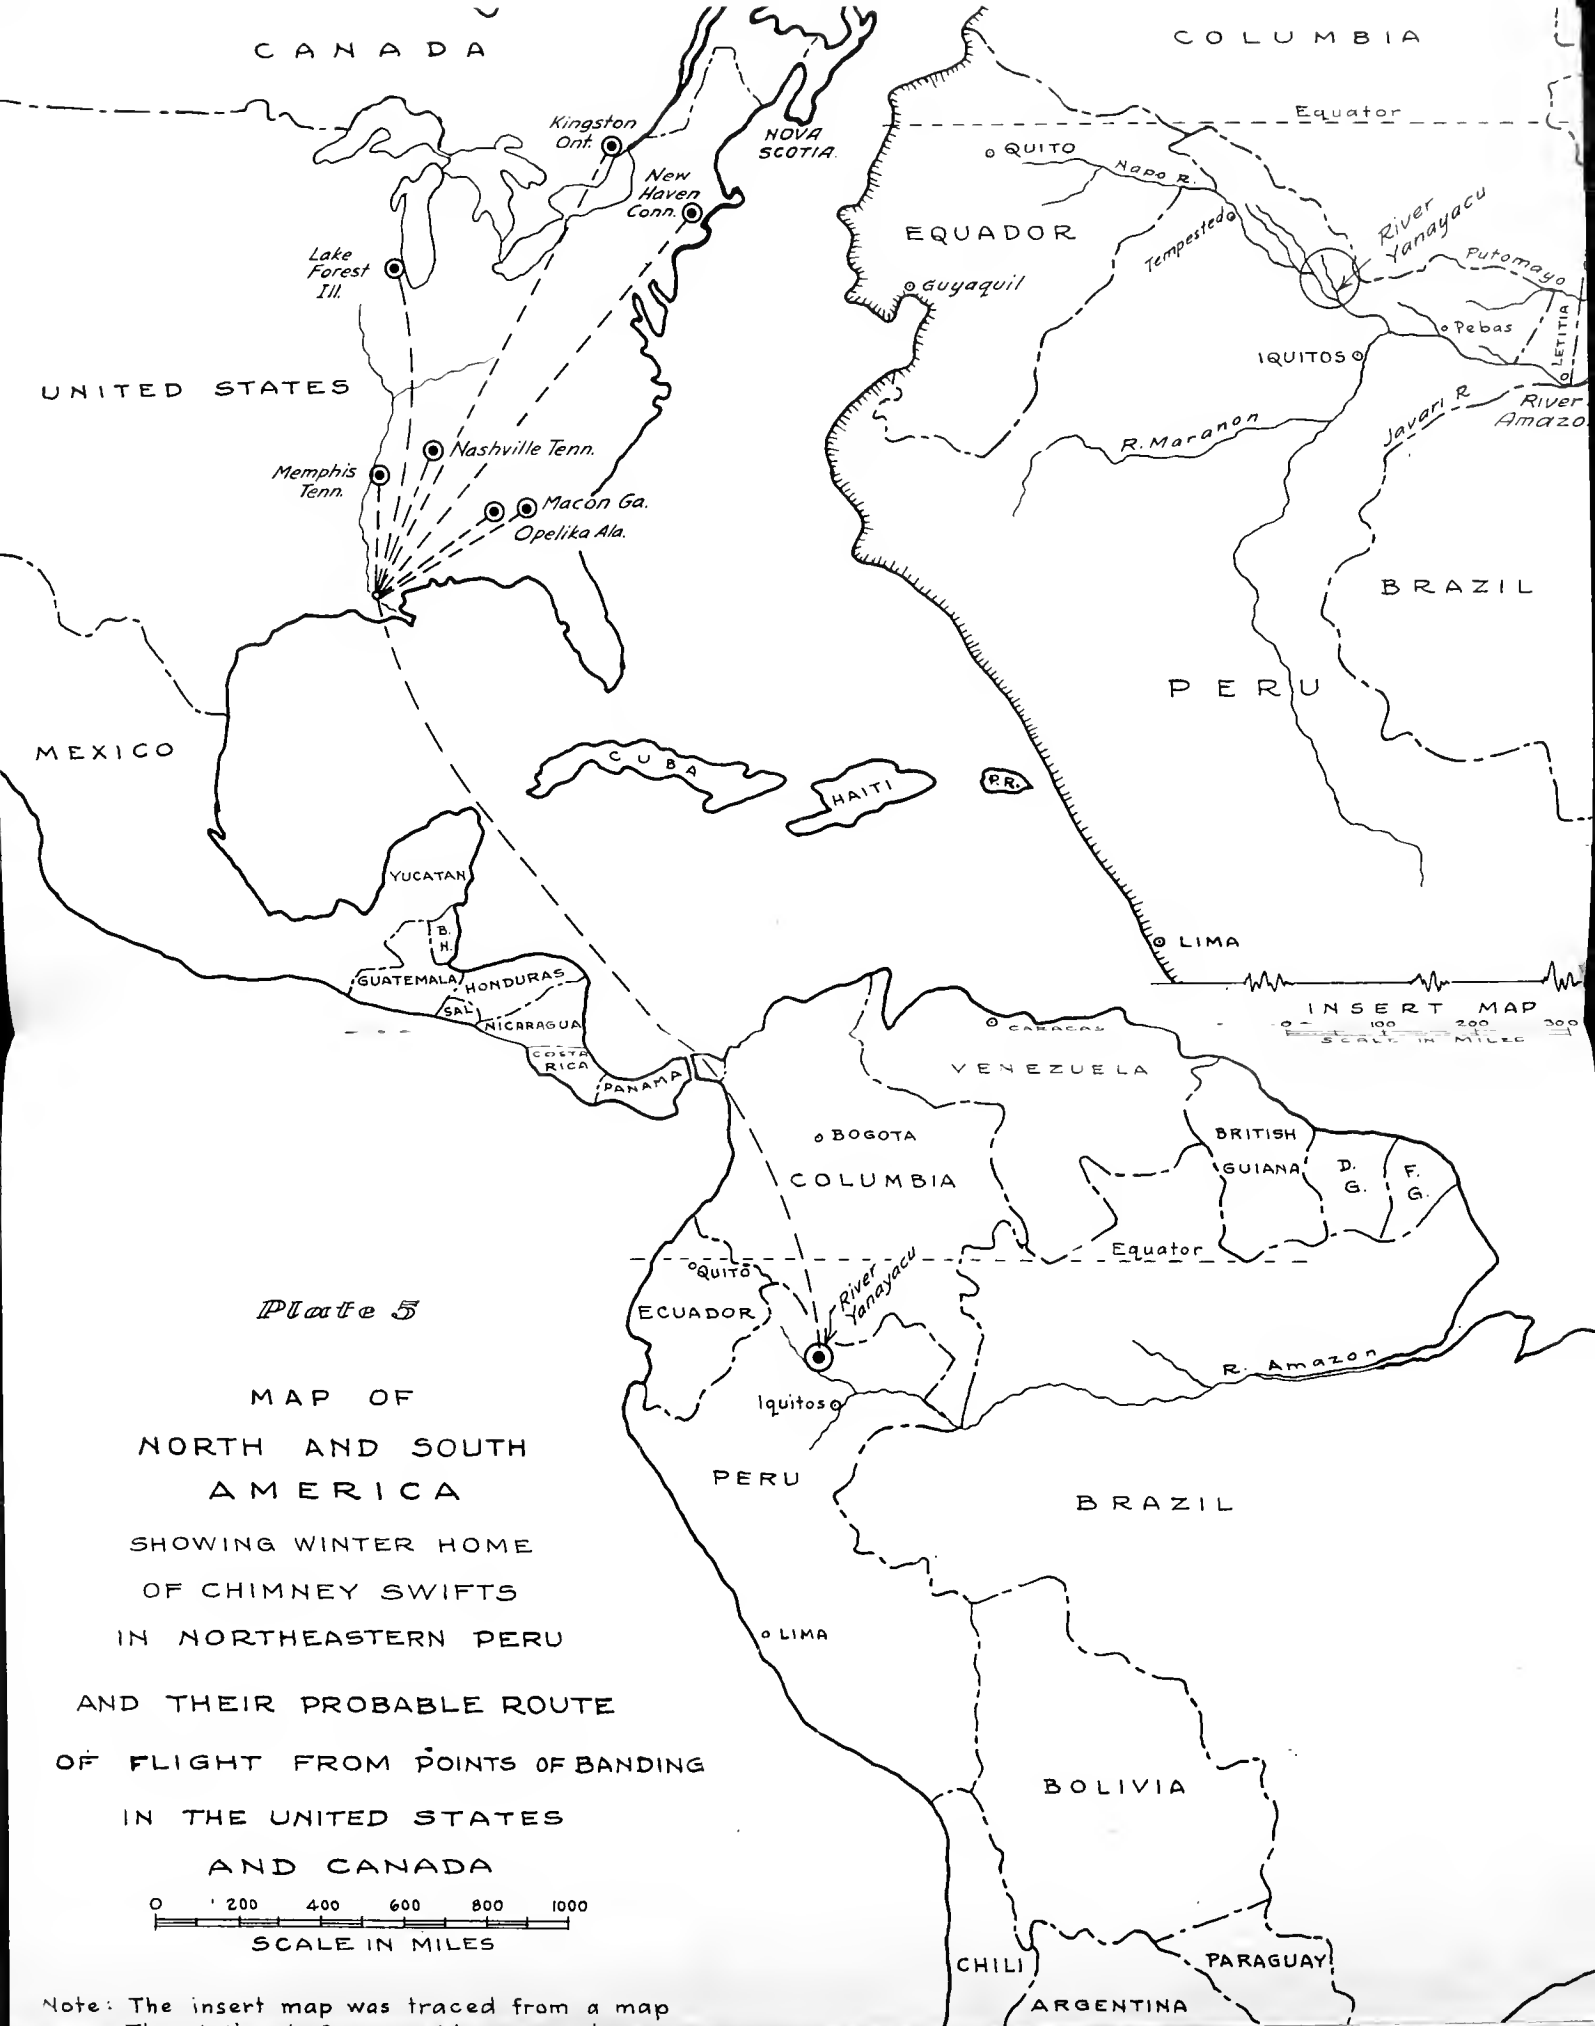 CANADA
Kingston
Ont.
NOVA
SCOTIA.
New
Haven
Conn.
Lake
Forest
Ill.
UNITED STATES
Nashville Tenn.
Memphis
Tenn.
Macon Ga.
Opelika Ala.
MEXICO
CUBA
HAITI
P.R.
YUCATAN
B.
H.
GUATEMALA
HONDURAS
SAL.
NICARAGUA
COSTA
RICA
PANAMA
COLUMBIA
Equator
QUITO
Napo R.
EQUADOR
Tempestedo
River
Yanayacu
Putomayo
Guyaquil
Pebas
LETITIA
IQUITOS
Javari R
River
Amazo
R. Maranon
BRAZIL
PERU
LIMA
INSERT MAP
0 100 200 300
SCALE IN MILES
CARACAS
VENEZUELA
BOGOTA
COLUMBIA
BRITISH
GUIANA
D.
G.
F.
G.
Equator
QUITO
ECUADOR
River
Yanayacu
Iquitos
R. Amazon
PERU
BRAZIL
LIMA
BOLIVIA
CHILI
PARAGUAY
ARGENTINA
Plate 5
MAP OF
NORTH AND SOUTH
AMERICA
SHOWING WINTER HOME
OF CHIMNEY SWIFTS
IN NORTHEASTERN PERU
AND THEIR PROBABLE ROUTE
OF FLIGHT FROM POINTS OF BANDING
IN THE UNITED STATES
AND CANADA
0 200 400 600 800 1000
SCALE IN MILES
Note: The insert map was traced from a map